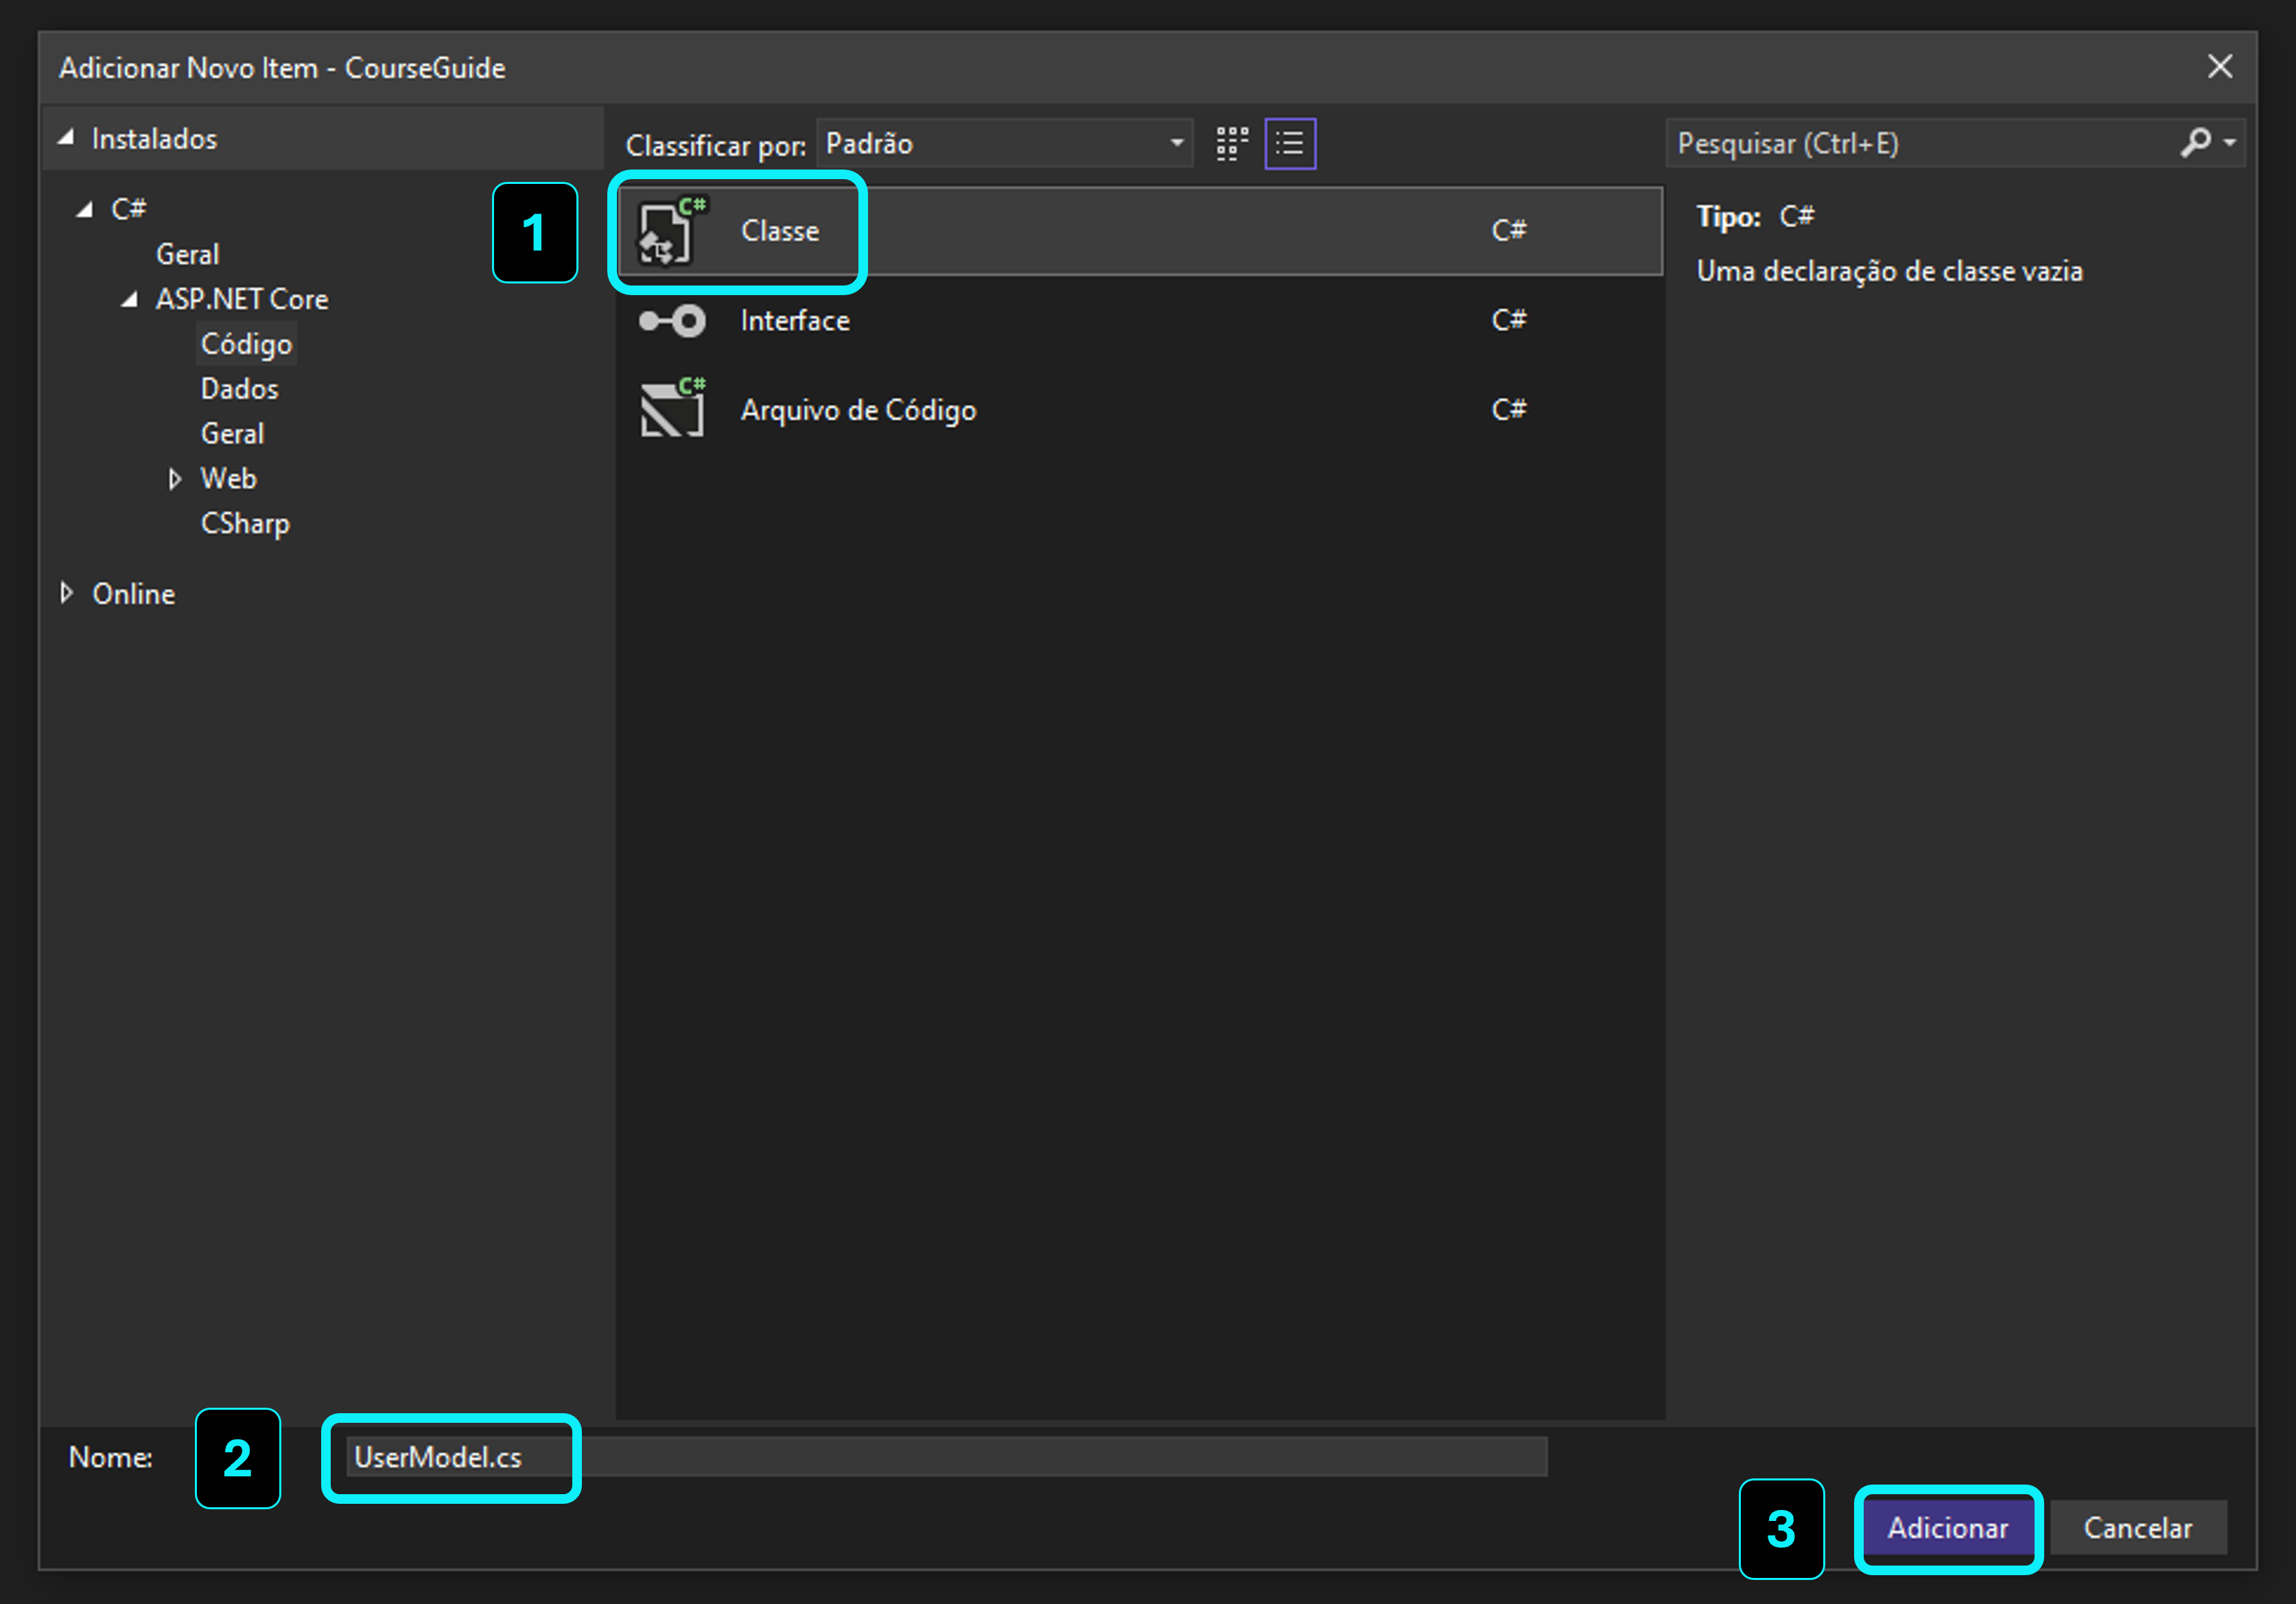 Adicionar Novo Item - CourseGuide
Instalados
Classificar por: Padrão
Pesquisar (Ctrl+E)
C#
Geral
ASP.NET Core
Código
Dados
Geral
Web
CSharp
Online
1
C# Classe C#
Interface C#
C# Arquivo de Código C#
Tipo: C#
Uma declaração de classe vazia
Nome: 2 UserModel.cs
3 Adicionar Cancelar